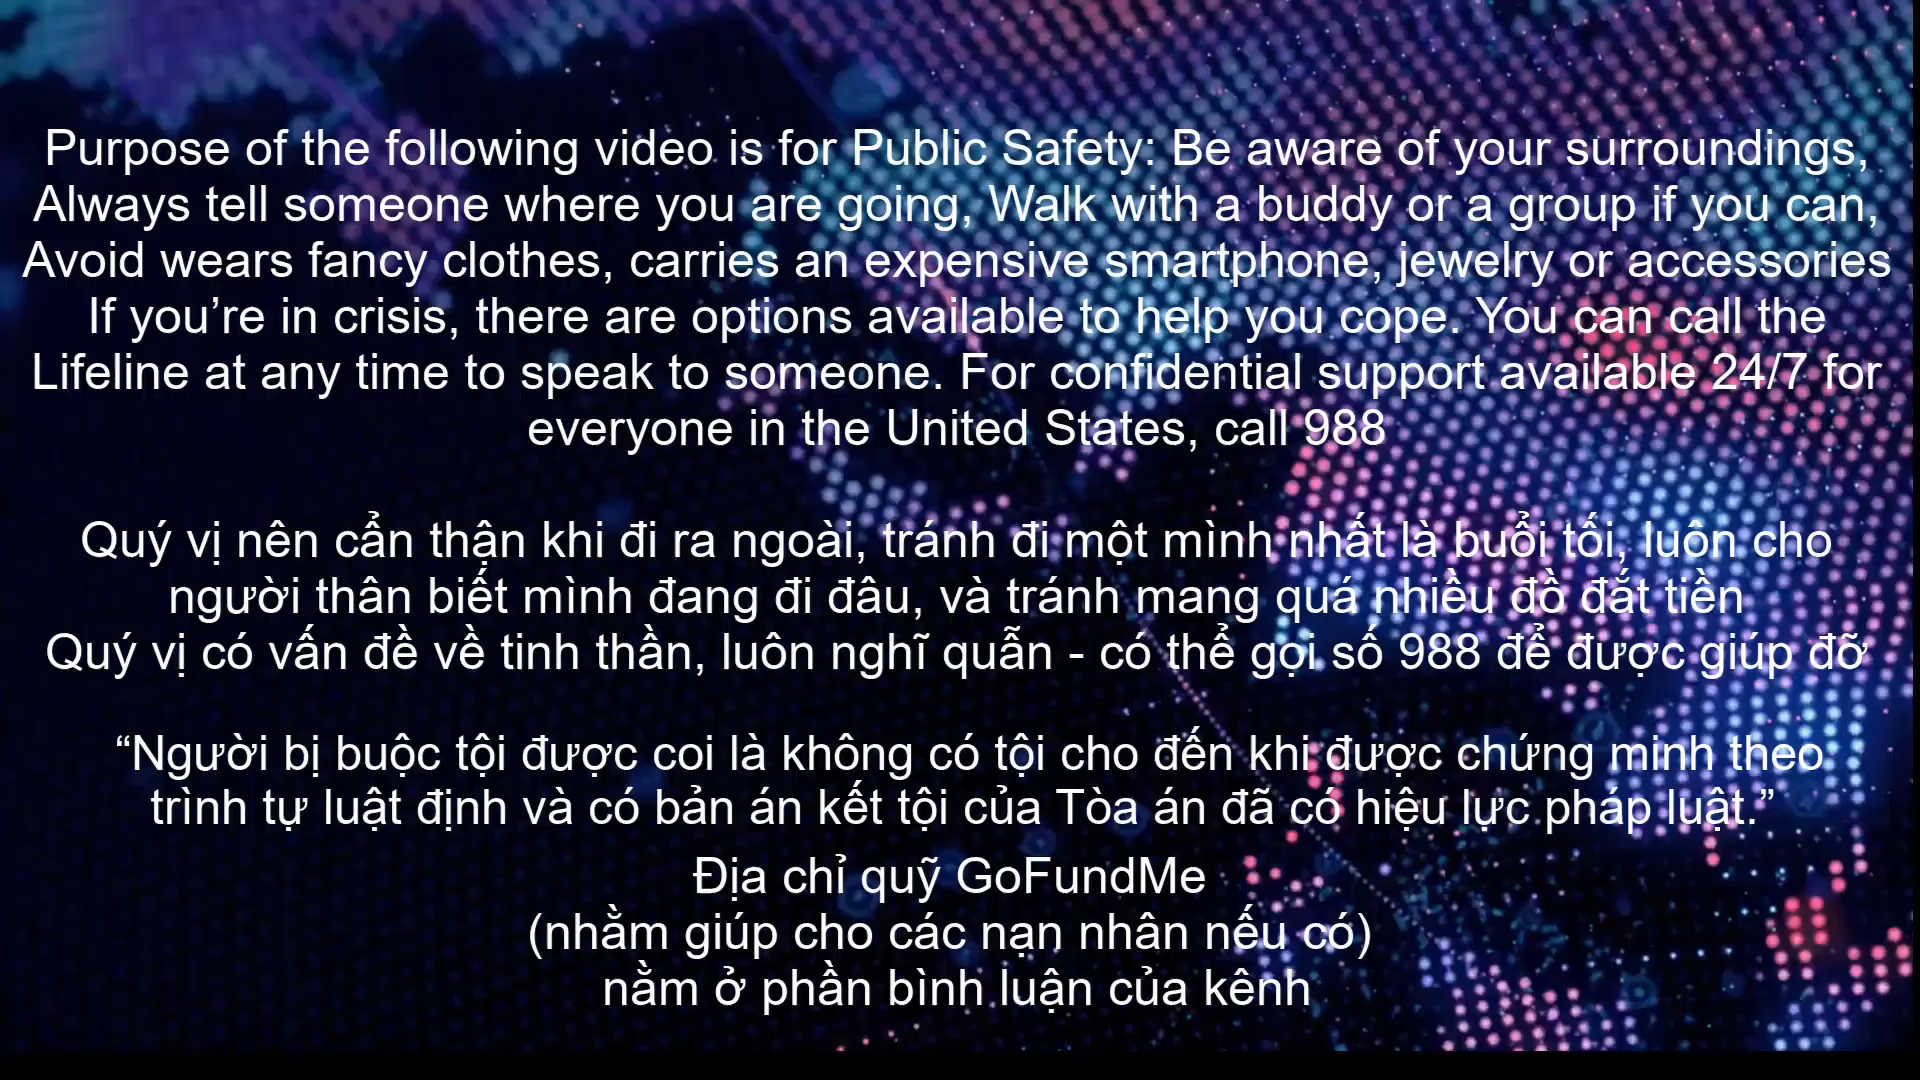 Purpose of the following video is for Public Safety: Be aware of your surroundings,
Always tell someone where you are going, Walk with a buddy or a group if you can,
Avoid wears fancy clothes, carries an expensive smartphone, jewelry or accessories
If you’re in crisis, there are options available to help you cope. You can call the
Lifeline at any time to speak to someone. For confidential support available 24/7 for
everyone in the United States, call 988
Quý vị nên cẩn thận khi đi ra ngoài, tránh đi một mình nhất là buổi tối, luôn cho
người thân biết mình đang đi đâu, và tránh mang quá nhiều đồ đắt tiền
Quý vị có vấn đề về tinh thần, luôn nghĩ quẫn - có thể gọi số 988 để được giúp đỡ
“Người bị buộc tội được coi là không có tội cho đến khi được chứng minh theo
trình tự luật định và có bản án kết tội của Tòa án đã có hiệu lực pháp luật.”
Địa chỉ quỹ GoFundMe
(nhằm giúp cho các nạn nhân nếu có)
nằm ở phần bình luận của kênh